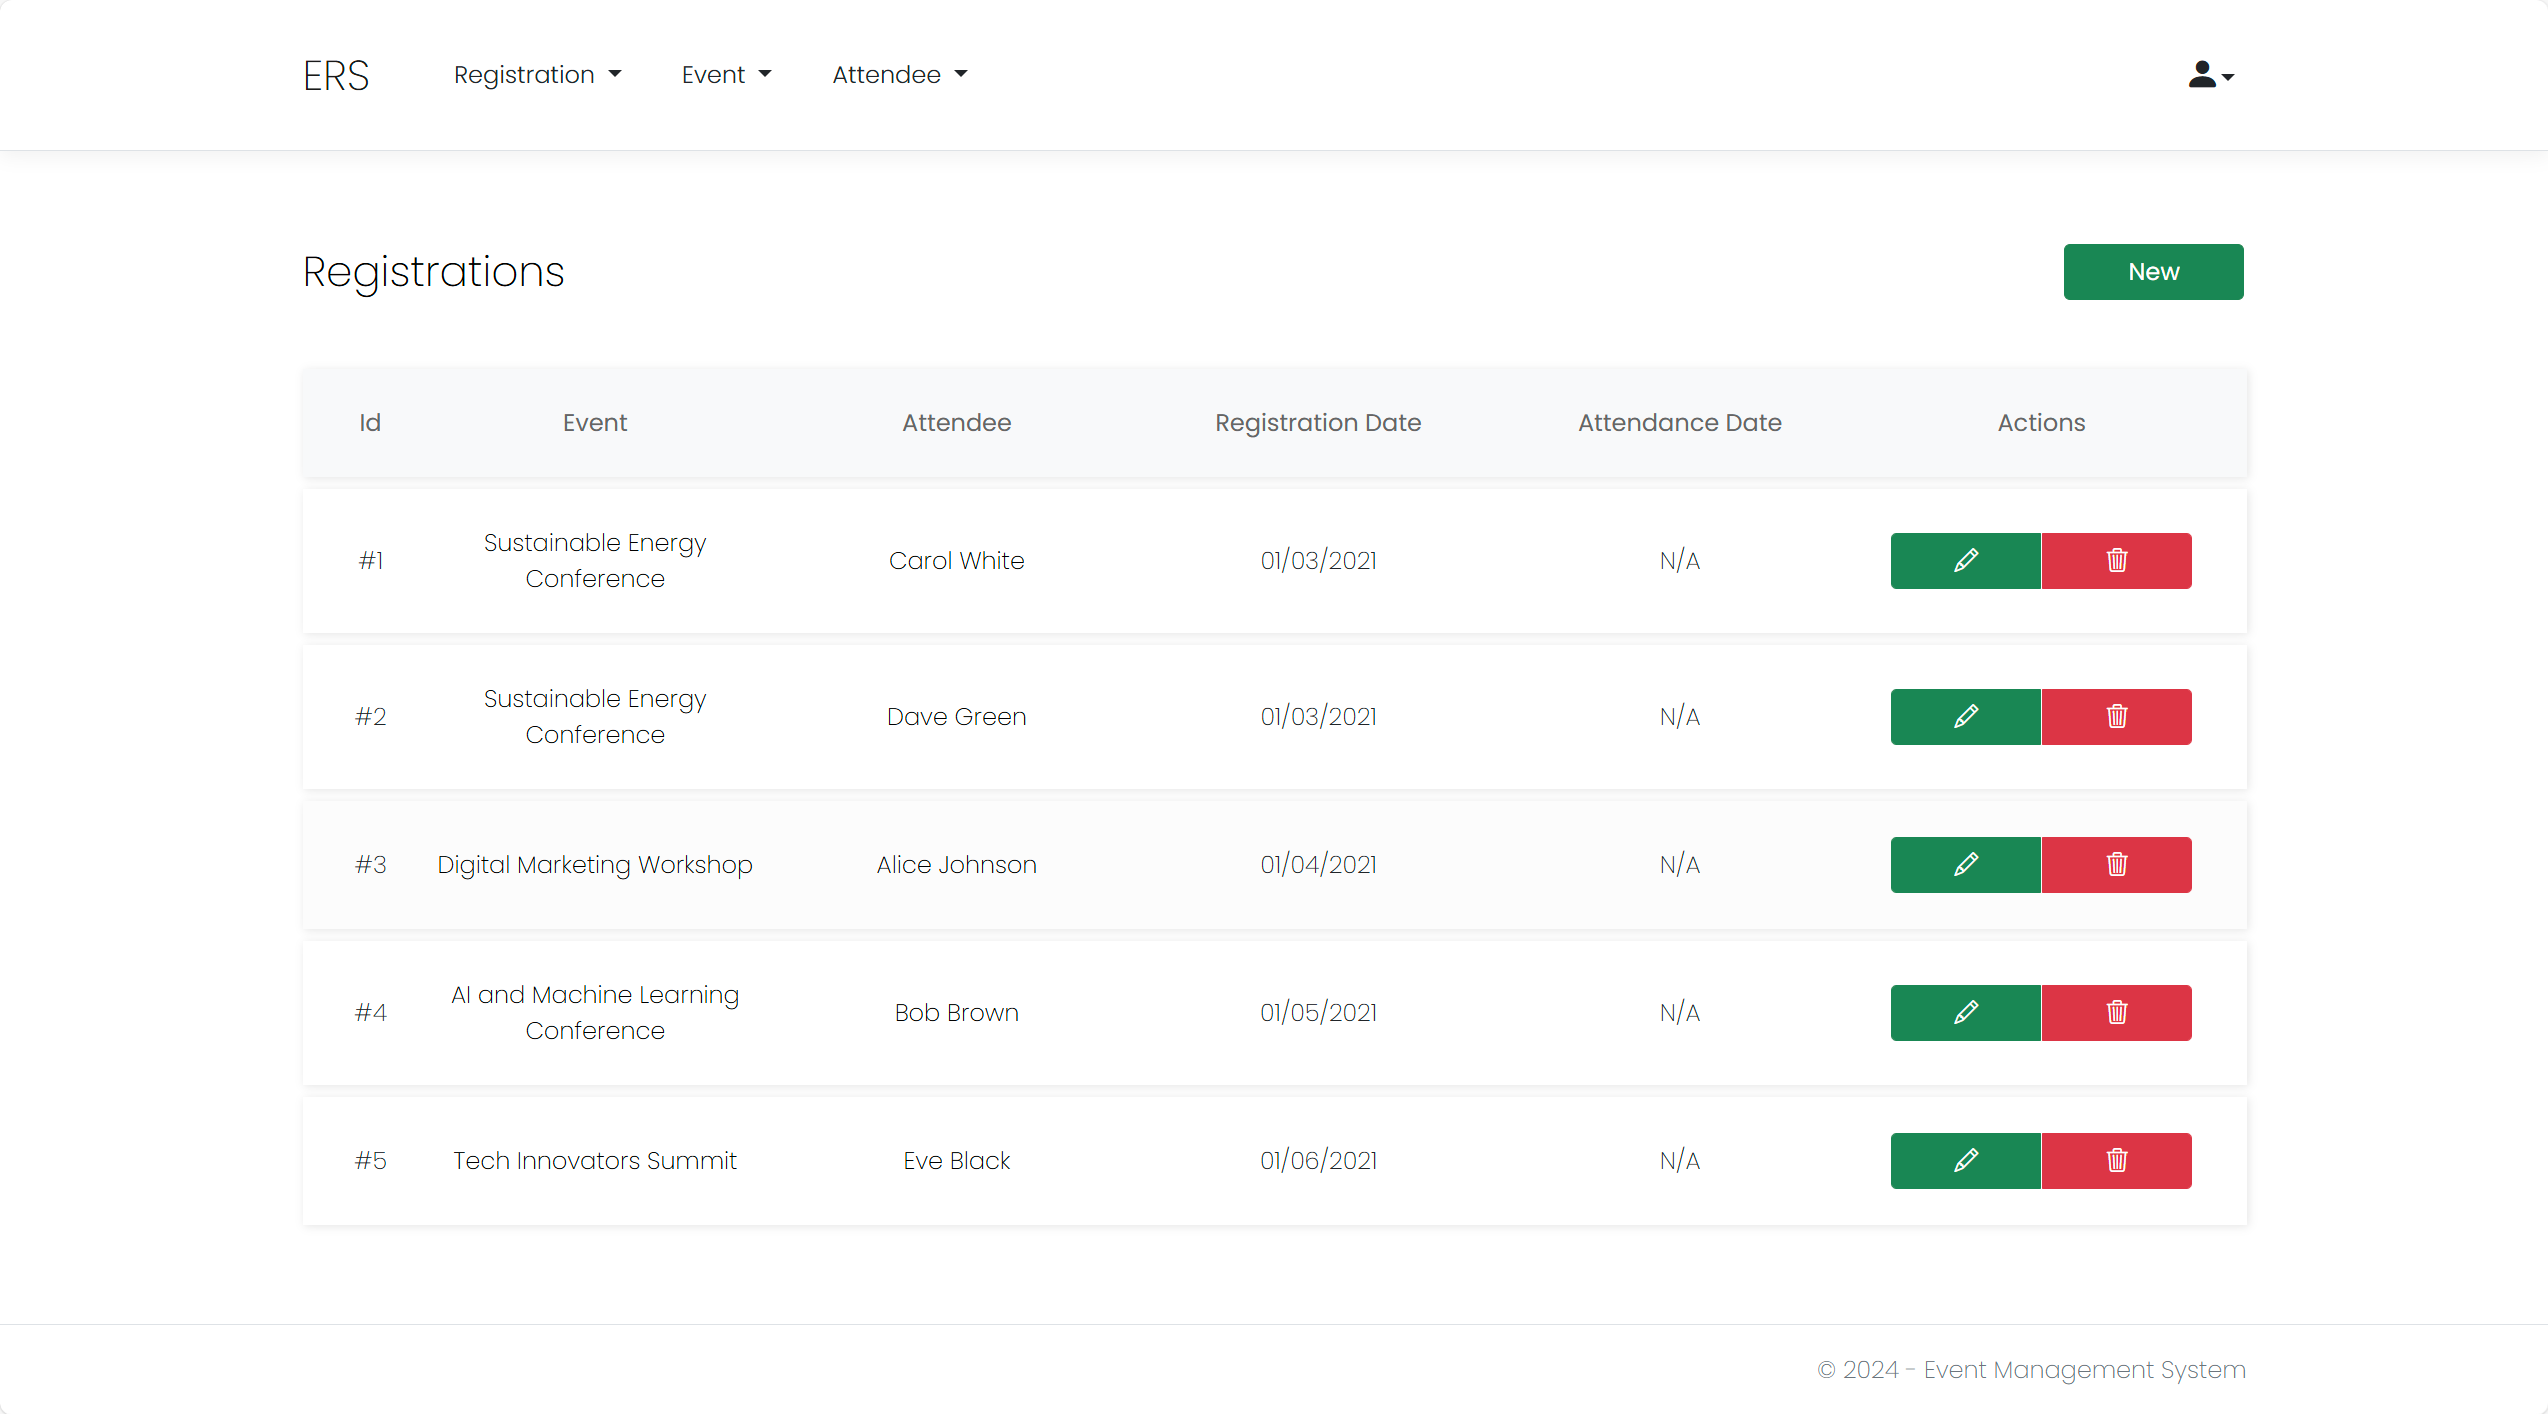 ERS Registration Event Attendee
Registrations New
Id Event Attendee Registration Date Attendance Date Actions
#1 Sustainable Energy Conference Carol White 01/03/2021 N/A
#2 Sustainable Energy Conference Dave Green 01/03/2021 N/A
#3 Digital Marketing Workshop Alice Johnson 01/04/2021 N/A
#4 AI and Machine Learning Conference Bob Brown 01/05/2021 N/A
#5 Tech Innovators Summit Eve Black 01/06/2021 N/A
© 2024 - Event Management System